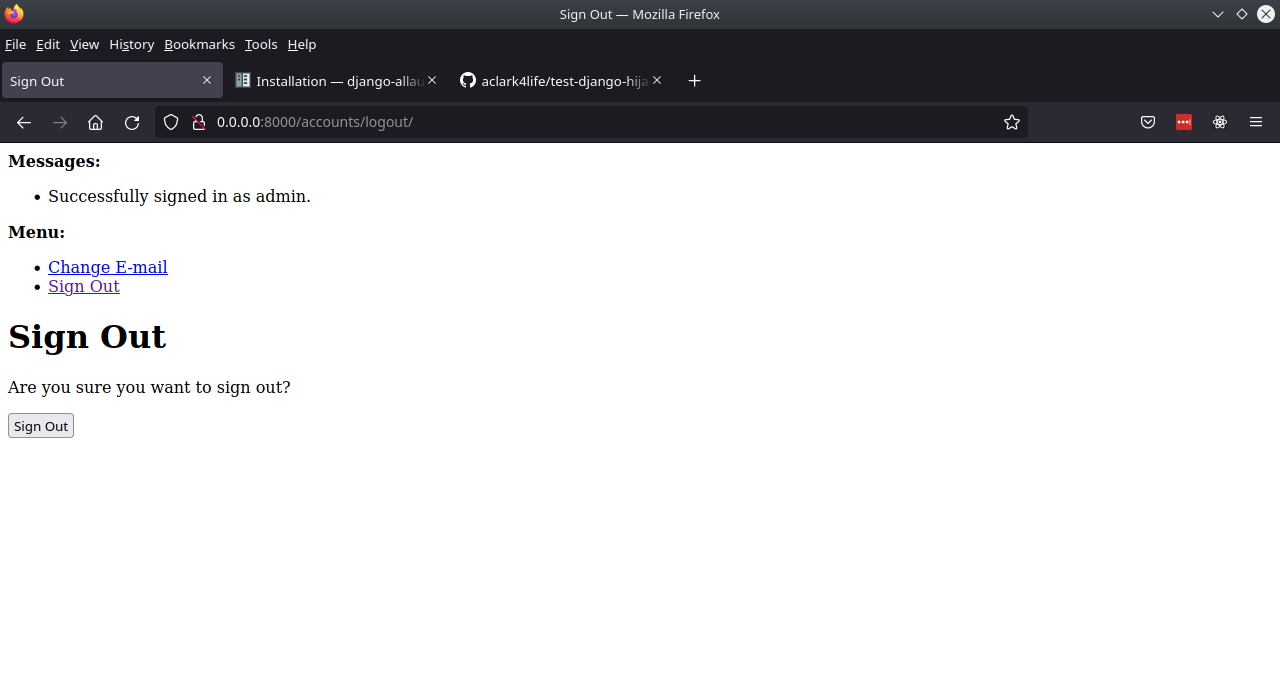 Sign Out — Mozilla Firefox
File Edit View History Bookmarks Tools Help
Sign Out
Installation — django-allau
aclark4life/test-django-hija
0.0.0.0:8000/accounts/logout/
Messages:
Successfully signed in as admin.
Menu:
Change E-mail
Sign Out
Sign Out
Are you sure you want to sign out?
Sign Out